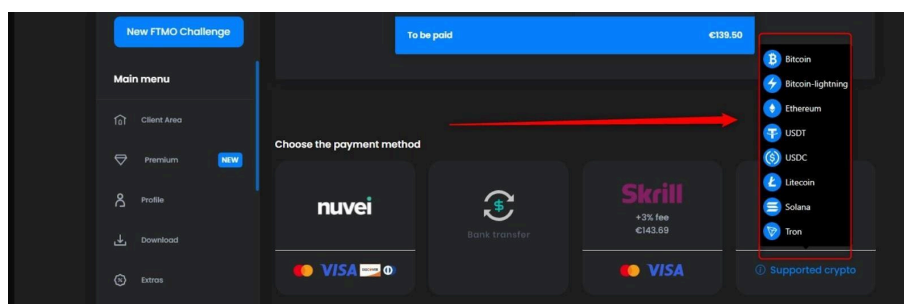 New FTMO Challenge
Main menu
Client Area
Premium
NEW
Profile
Download
Extras
To be paid
€139.50
Choose the payment method
nuvei
VISA
Bank transfer
Skrill
+3% fee
€143.69
VISA
Bitcoin
Bitcoin-lightning
Ethereum
USDT
USDC
Litecoin
Solana
Tron
Supported crypto